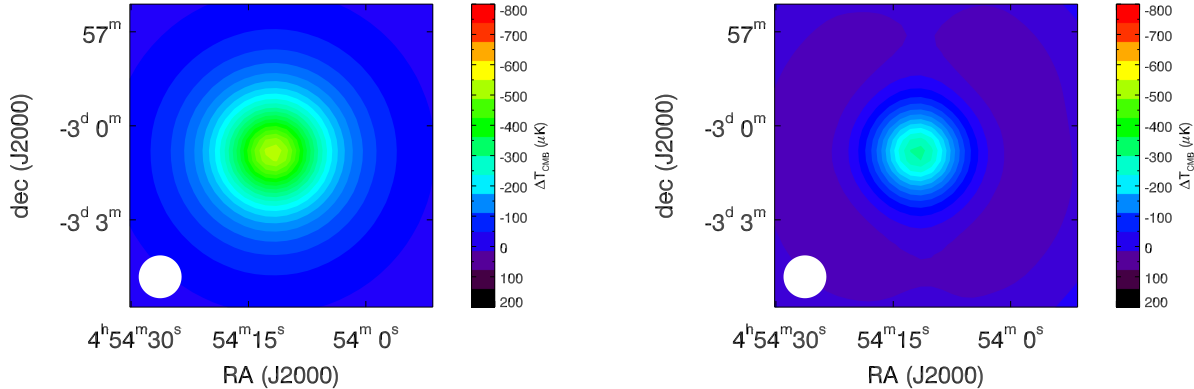 57ᵐ
-3ᵈ 0ᵐ
-3ᵈ 3ᵐ
dec (J2000)
4ʰ54ᵐ30ˢ 54ᵐ15ˢ 54ᵐ 0ˢ
RA (J2000)
-800
-700
-600
-500
-400
-300
-200
-100
0
100
200
ΔT_CMB (μK)
57ᵐ
-3ᵈ 0ᵐ
-3ᵈ 3ᵐ
dec (J2000)
4ʰ54ᵐ30ˢ 54ᵐ15ˢ 54ᵐ 0ˢ
RA (J2000)
-800
-700
-600
-500
-400
-300
-200
-100
0
100
200
ΔT_CMB (μK)